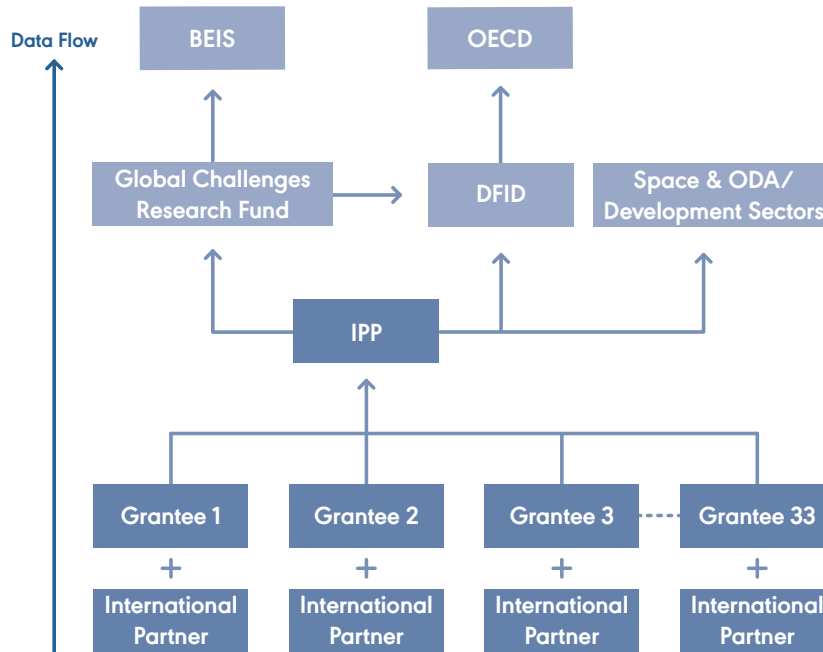 Data Flow
BEIS
OECD
Global Challenges
Research Fund
DFID
Space & ODA/
Development Sectors
IPP
Grantee 1
Grantee 2
Grantee 3
Grantee 33
+
+
+
+
International
Partner
International
Partner
International
Partner
International
Partner